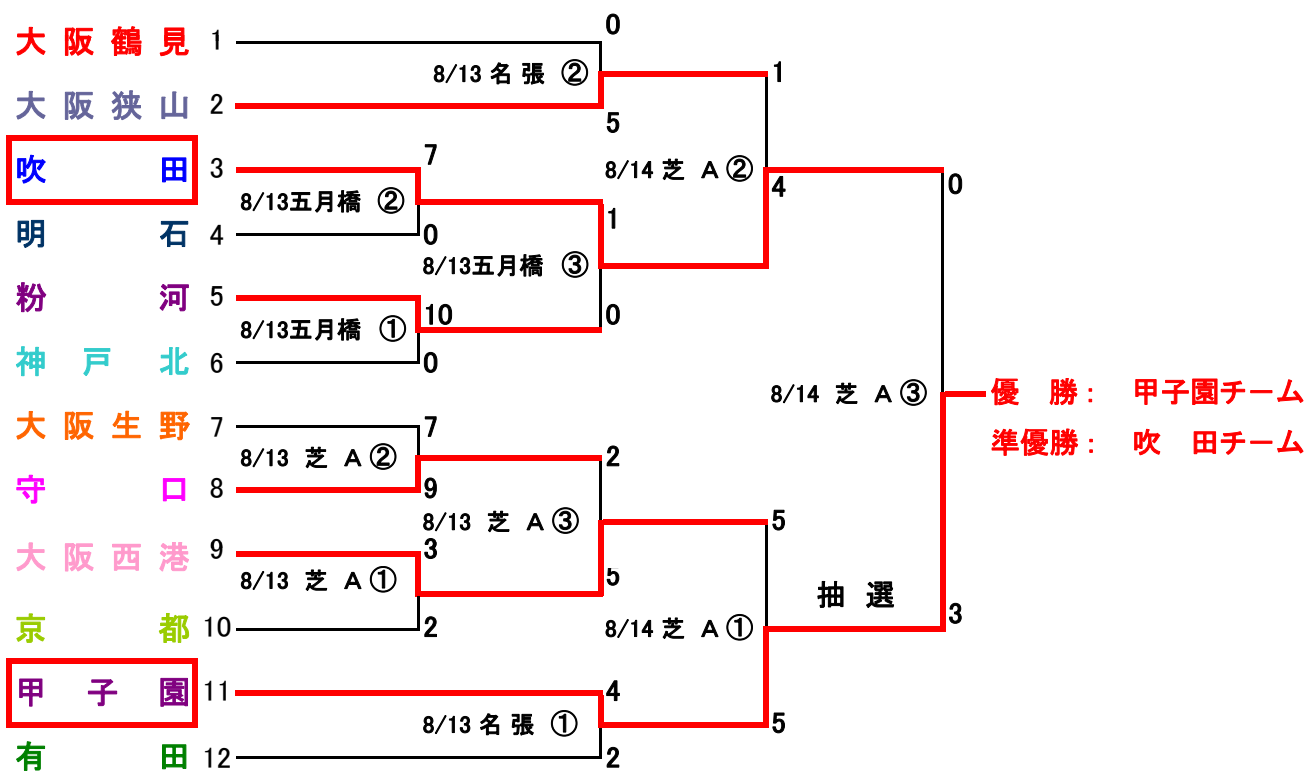 大阪鶴見 1
0
8/13 名張 ②
1
大阪狭山 2
5
吹田 3
7
8/14 芝 A ②
4
0
8/13五月橋 ②
1
明石 4
0
8/13五月橋 ③
粉河 5
10
0
8/13五月橋 ①
神戸北 6
0
8/14 芝 A ③
優勝: 甲子園チーム
大阪生野 7
7
準優勝: 吹田チーム
8/13 芝 A ②
2
守口 8
9
8/13 芝 A ③
5
大阪西港 9
3
8/13 芝 A ①
5
抽選
京都 10
2
8/14 芝 A ①
3
甲子園 11
4
8/13 名張 ①
5
有田 12
2